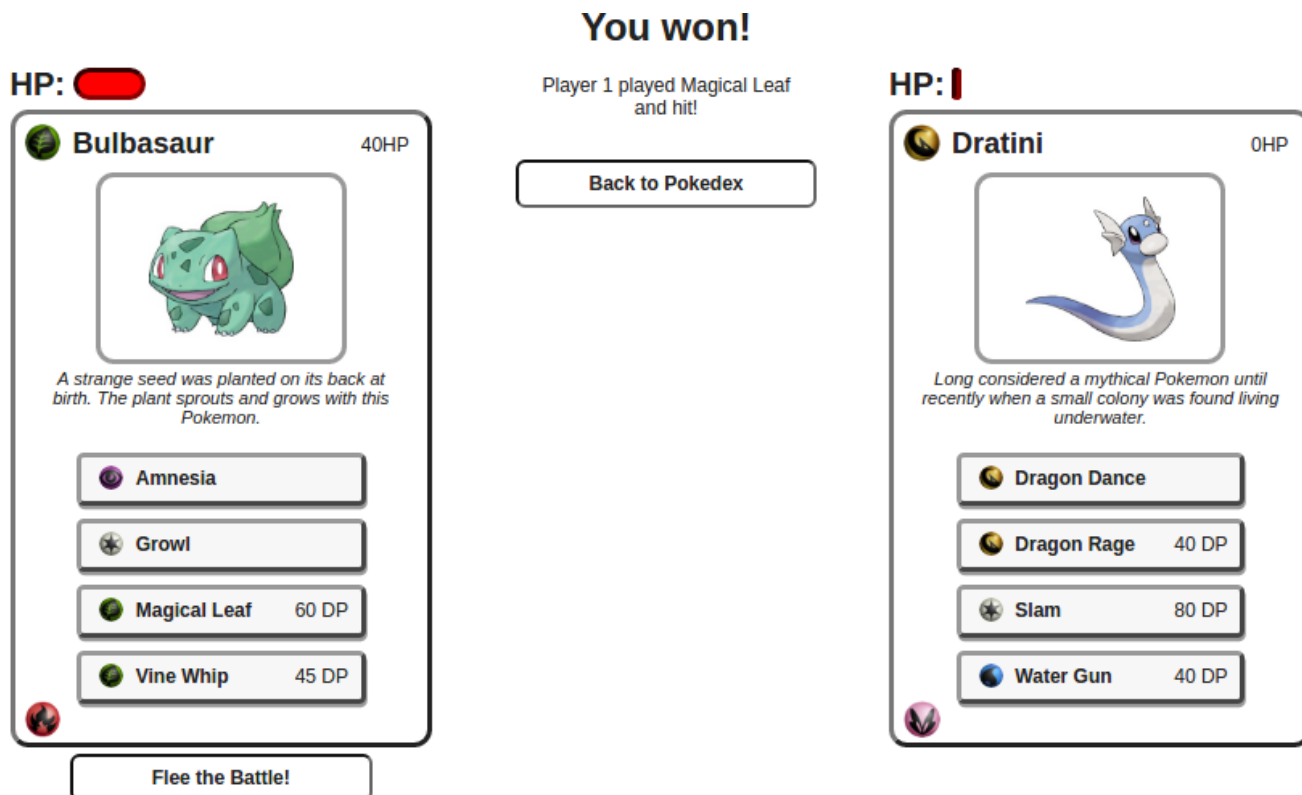 You won!
HP:
Player 1 played Magical Leaf
and hit!
HP:
Bulbasaur 40HP
Back to Pokedex
Dratini 0HP
A strange seed was planted on its back at
birth. The plant sprouts and grows with this
Pokemon.
Amnesia
Growl
Magical Leaf 60 DP
Vine Whip 45 DP
Flee the Battle!
Long considered a mythical Pokemon until
recently when a small colony was found living
underwater.
Dragon Dance
Dragon Rage 40 DP
Slam 80 DP
Water Gun 40 DP